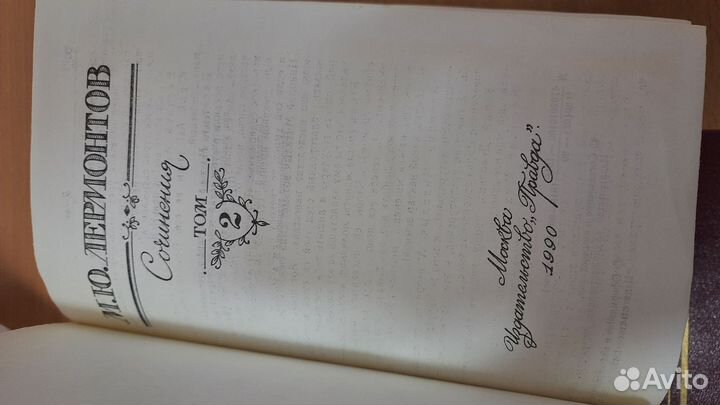 М.Ю. ЛЕРМОНТОВ
Сочинения
ТОМ
2
Москва
Издательство „Правда“
1990
Avito